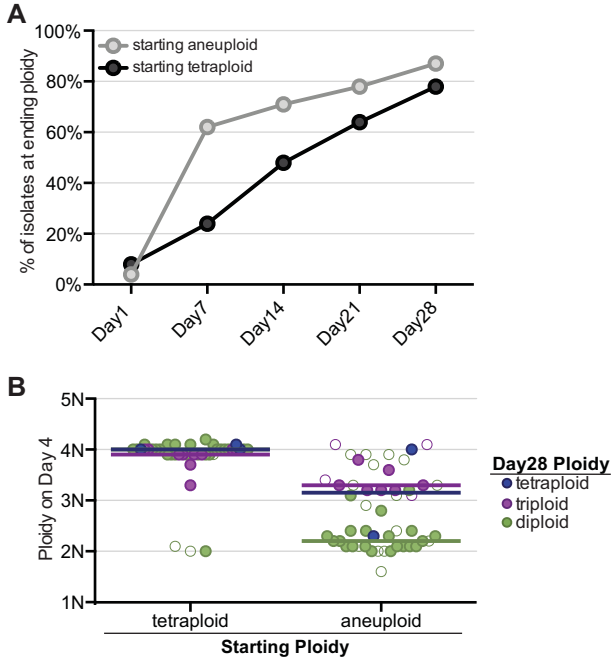 A
100%
80%
60%
40%
20%
0%
% of isolates at ending ploidy
starting aneuploid
starting tetraploid
Day1
Day7
Day14
Day21
Day28
B
5N
4N
3N
2N
1N
Ploidy on Day 4
Day28 Ploidy
tetraploid
triploid
diploid
tetraploid
aneuploid
Starting Ploidy